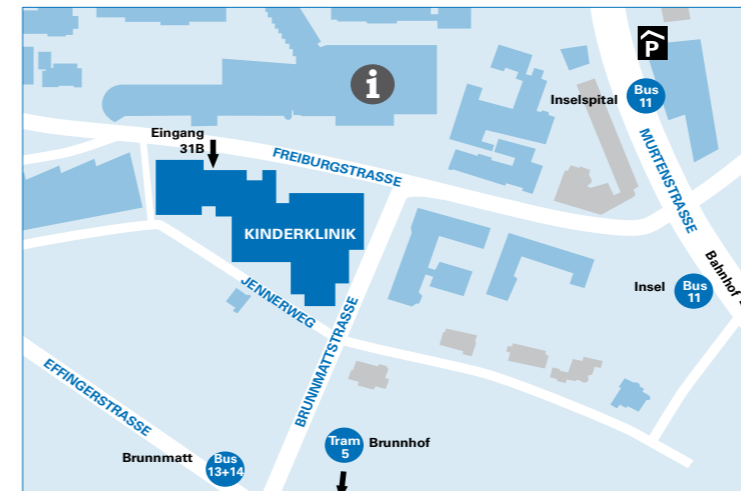 P
i
Bus
11
Inselspital
Eingang
31B
FREIBURGSTRASSE
MURTENSTRASSE
KINDERKLINIK
Bahnhof
Insel
Bus
11
JENNERWEG
BRUNNMATTSTRASSE
EFFINGERSTRASSE
Brunnmatt
Bus
13+14
Tram
5
Brunnhof